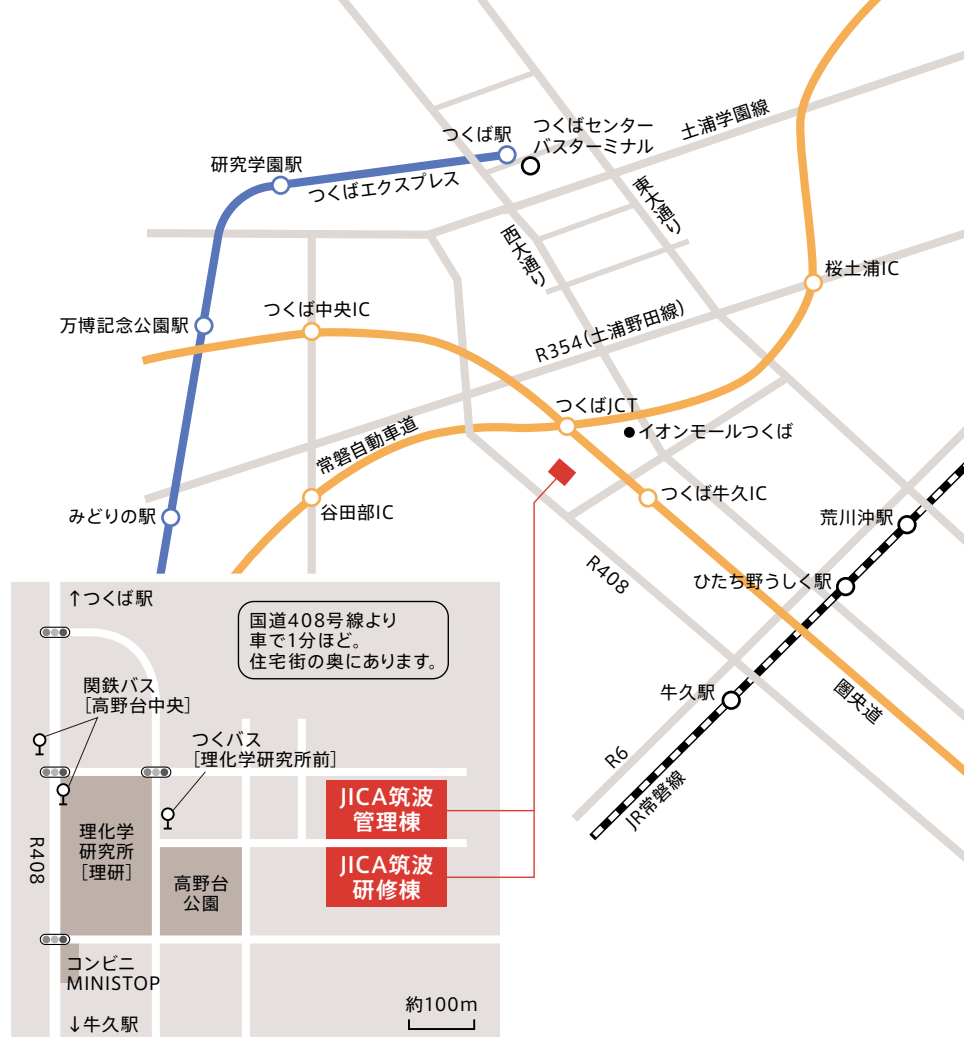 つくば駅
つくばセンター
バスターミナル
土浦学園線
研究学園駅
つくばエクスプレス
東大通り
西大通り
桜土浦IC
つくば中央IC
万博記念公園駅
R354(土浦野田線)
つくばJCT
イオンモールつくば
常磐自動車道
つくば牛久IC
みどりの駅
谷田部IC
荒川沖駅
R408
ひたち野うしく駅
牛久駅
圏央道
R6
JR常磐線
↑つくば駅
国道408号線より
車で1分ほど。
住宅街の奥にあります。
関鉄バス
[高野台中央]
つくバス
[理化学研究所前]
JICA筑波
管理棟
理化学
研究所
[理研]
R408
JICA筑波
研修棟
高野台
公園
コンビニ
MINISTOP
↓牛久駅
約100m